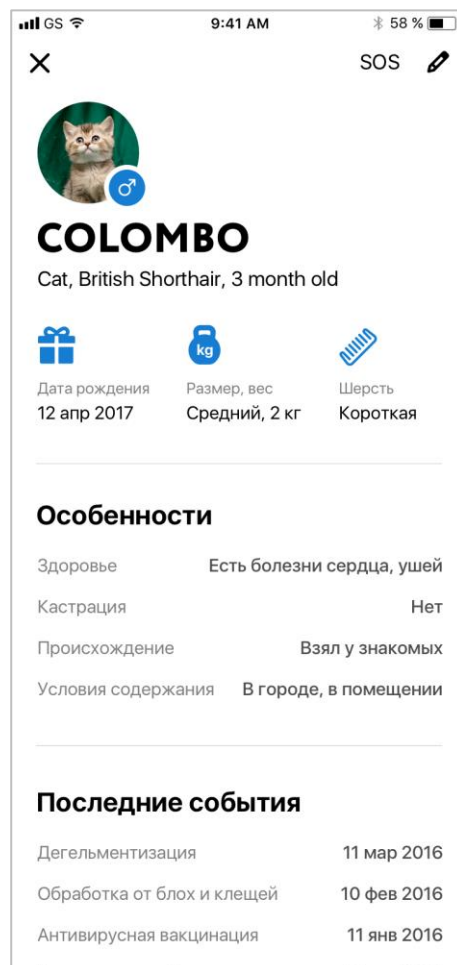 GS 9:41 AM 58 %
SOS
COLOMBO
Cat, British Shorthair, 3 month old
kg
Дата рождения Размер, вес Шерсть
12 апр 2017 Средний, 2 кг Короткая
Особенности
Здоровье Есть болезни сердца, ушей
Кастрация Нет
Происхождение Взял у знакомых
Условия содержания В городе, в помещении
Последние события
Дегельментизация 11 мар 2016
Обработка от блох и клещей 10 фев 2016
Антивирусная вакцинация 11 янв 2016